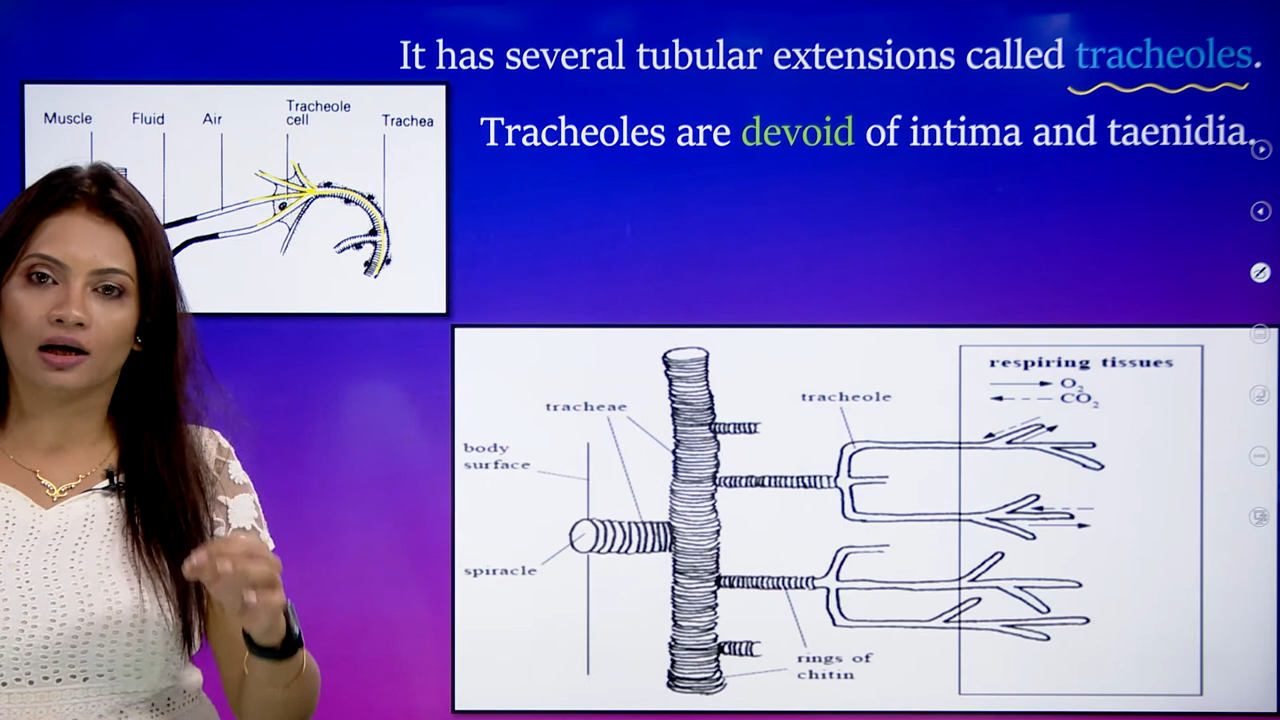 It has several tubular extensions called tracheoles.
Tracheoles are devoid of intima and taenidia.
Muscle Fluid Air Tracheole cell Trachea
respiring tissues
O2
CO2
tracheae
tracheole
body surface
spiracle
rings of chitin